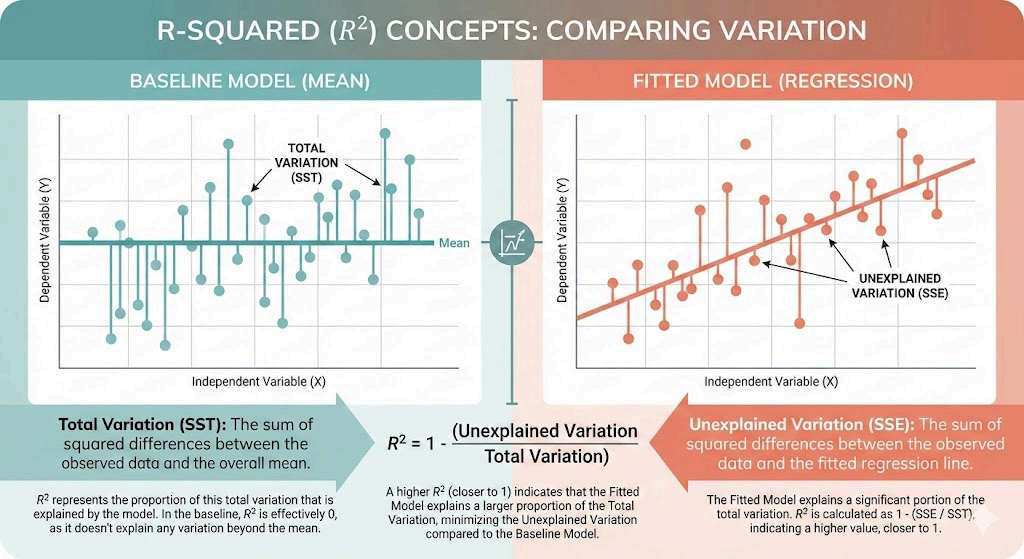 R-SQUARED (R²) CONCEPTS: COMPARING VARIATION
BASELINE MODEL (MEAN)
Dependent Variable (Y)
TOTAL
VARIATION
(SST)
Mean
Independent Variable (X)
FITTED MODEL (REGRESSION)
Dependent Variable (Y)
UNEXPLAINED
VARIATION (SSE)
Independent Variable (X)
Total Variation (SST): The sum of
squared differences between the
observed data and the overall mean.
R² represents the proportion of this total variation that is
explained by the model. In the baseline, R² is effectively 0,
as it doesn't explain any variation beyond the mean.
R² = 1 - (Unexplained Variation
Total Variation)
A higher R² (closer to 1) indicates that the Fitted
Model explains a larger proportion of the Total
Variation, minimizing the Unexplained Variation
compared to the Baseline Model.
Unexplained Variation (SSE): The sum of
squared differences between the observed
data and the fitted regression line.
The Fitted Model explains a significant portion of the
total variation. R² is calculated as 1 - (SSE / SST),
indicating a higher value, closer to 1.